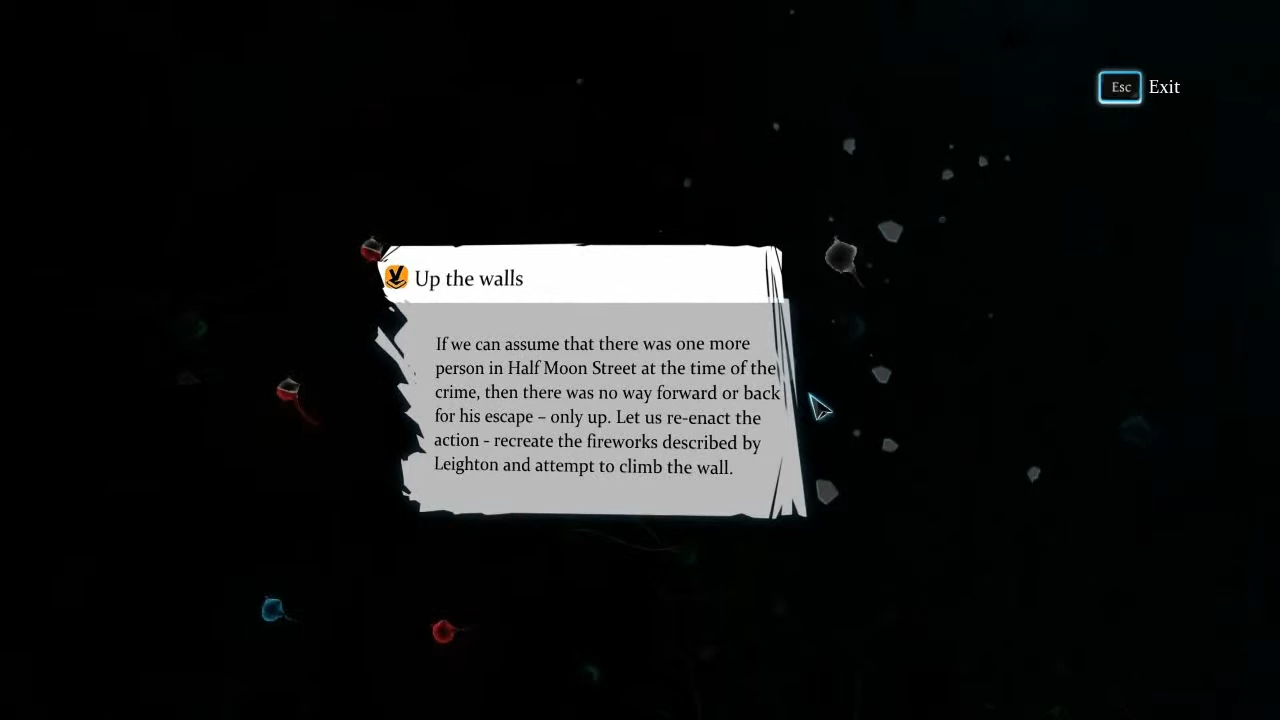 Esc Exit
Up the walls
If we can assume that there was one more
person in Half Moon Street at the time of the
crime, then there was no way forward or back
for his escape – only up. Let us re-enact the
action - recreate the fireworks described by
Leighton and attempt to climb the wall.